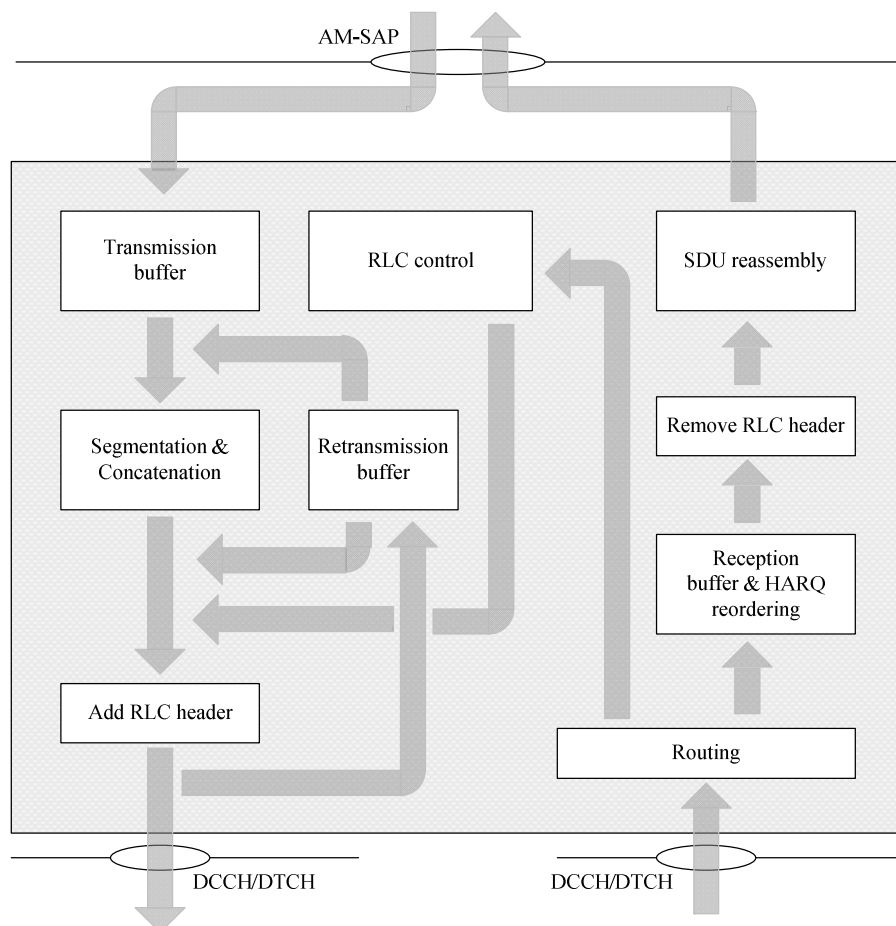 AM-SAP
Transmission
buffer
RLC control
SDU reassembly
Segmentation &
Concatenation
Retransmission
buffer
Remove RLC header
Reception
buffer & HARQ
reordering
Add RLC header
Routing
DCCH/DTCH
DCCH/DTCH